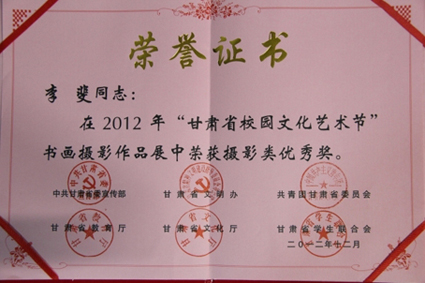 荣誉证书
李斐同志：
在2012年“甘肃省校园文化艺术节”
书画摄影作品展中荣获摄影类优秀奖。
中共甘肃省委宣传部 甘肃省文明办 共青团甘肃省委员会
甘肃省教育厅 甘肃省文化厅 甘肃省学生联合会
二〇一二年十二月